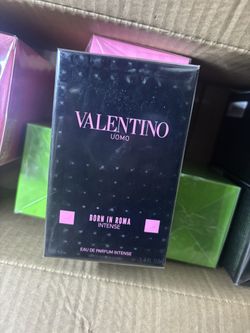 VALENTINO
UOMO
BORN IN ROMA
INTENSE
EAU DE PARFUM INTENSE